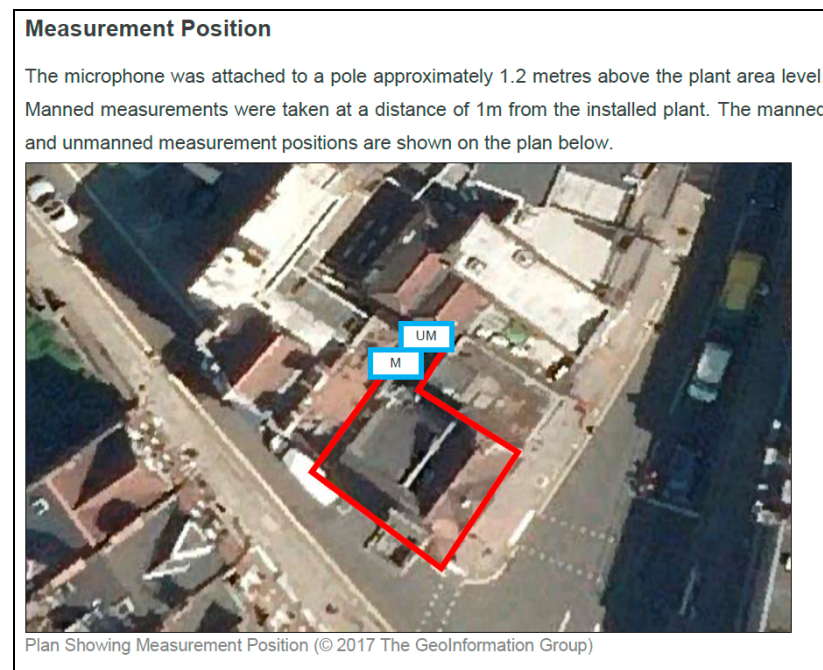 Measurement Position
The microphone was attached to a pole approximately 1.2 metres above the plant area level
Manned measurements were taken at a distance of 1m from the installed plant. The manned
and unmanned measurement positions are shown on the plan below.
UM
M
Plan Showing Measurement Position (© 2017 The GeoInformation Group)